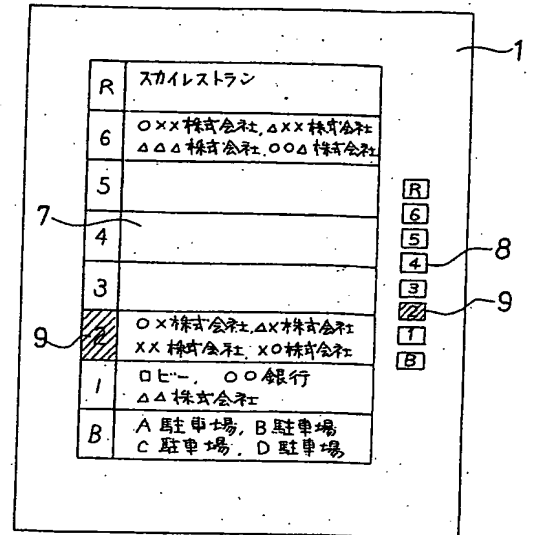 1
R スカイレストラン
6 ○××株式会社,△××株式会社
△△△株式会社,○○△株式会社
5
7
4
3
9 2 ○×株式会社,△×株式会社
××株式会社,×○株式会社
1 ロビー, ○○銀行
△△株式会社
B A駐車場, B駐車場
C駐車場, D駐車場
R
6
5
4 8
3
2 9
1
B